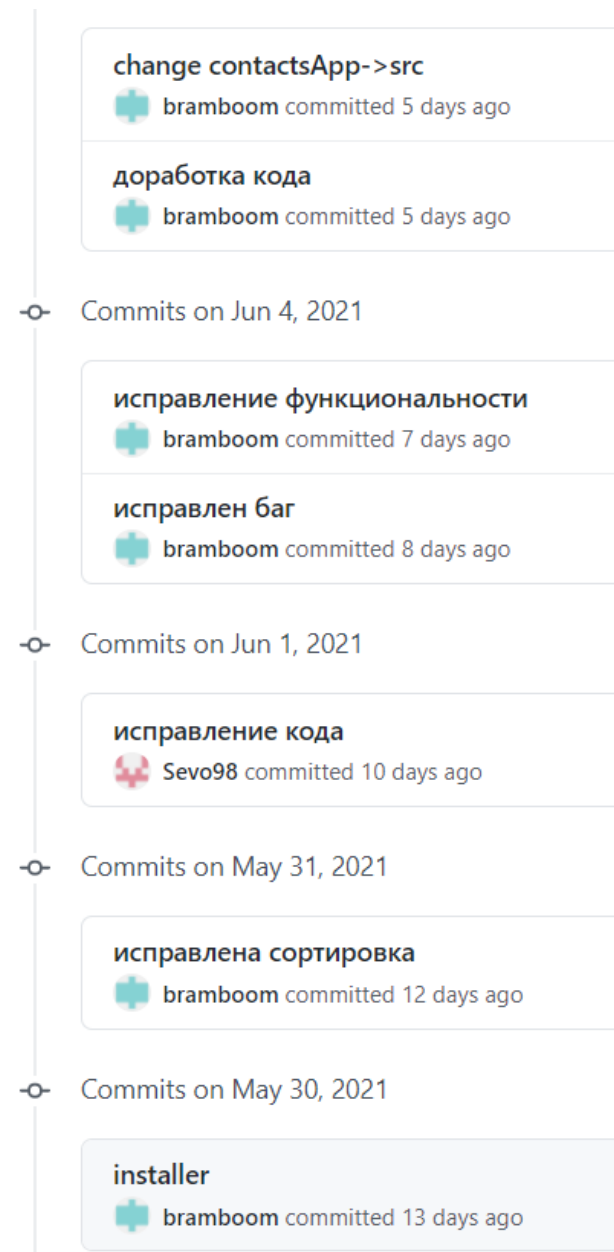 change contactsApp->src
bramboom committed 5 days ago
доработка кода
bramboom committed 5 days ago
Commits on Jun 4, 2021
исправление функциональности
bramboom committed 7 days ago
исправлен баг
bramboom committed 8 days ago
Commits on Jun 1, 2021
исправление кода
Sevo98 committed 10 days ago
Commits on May 31, 2021
исправлена сортировка
bramboom committed 12 days ago
Commits on May 30, 2021
installer
bramboom committed 13 days ago